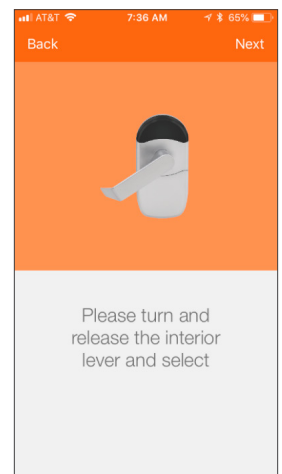 AT&T 7:36 AM 65%
Back Next
Please turn and
release the interior
lever and select